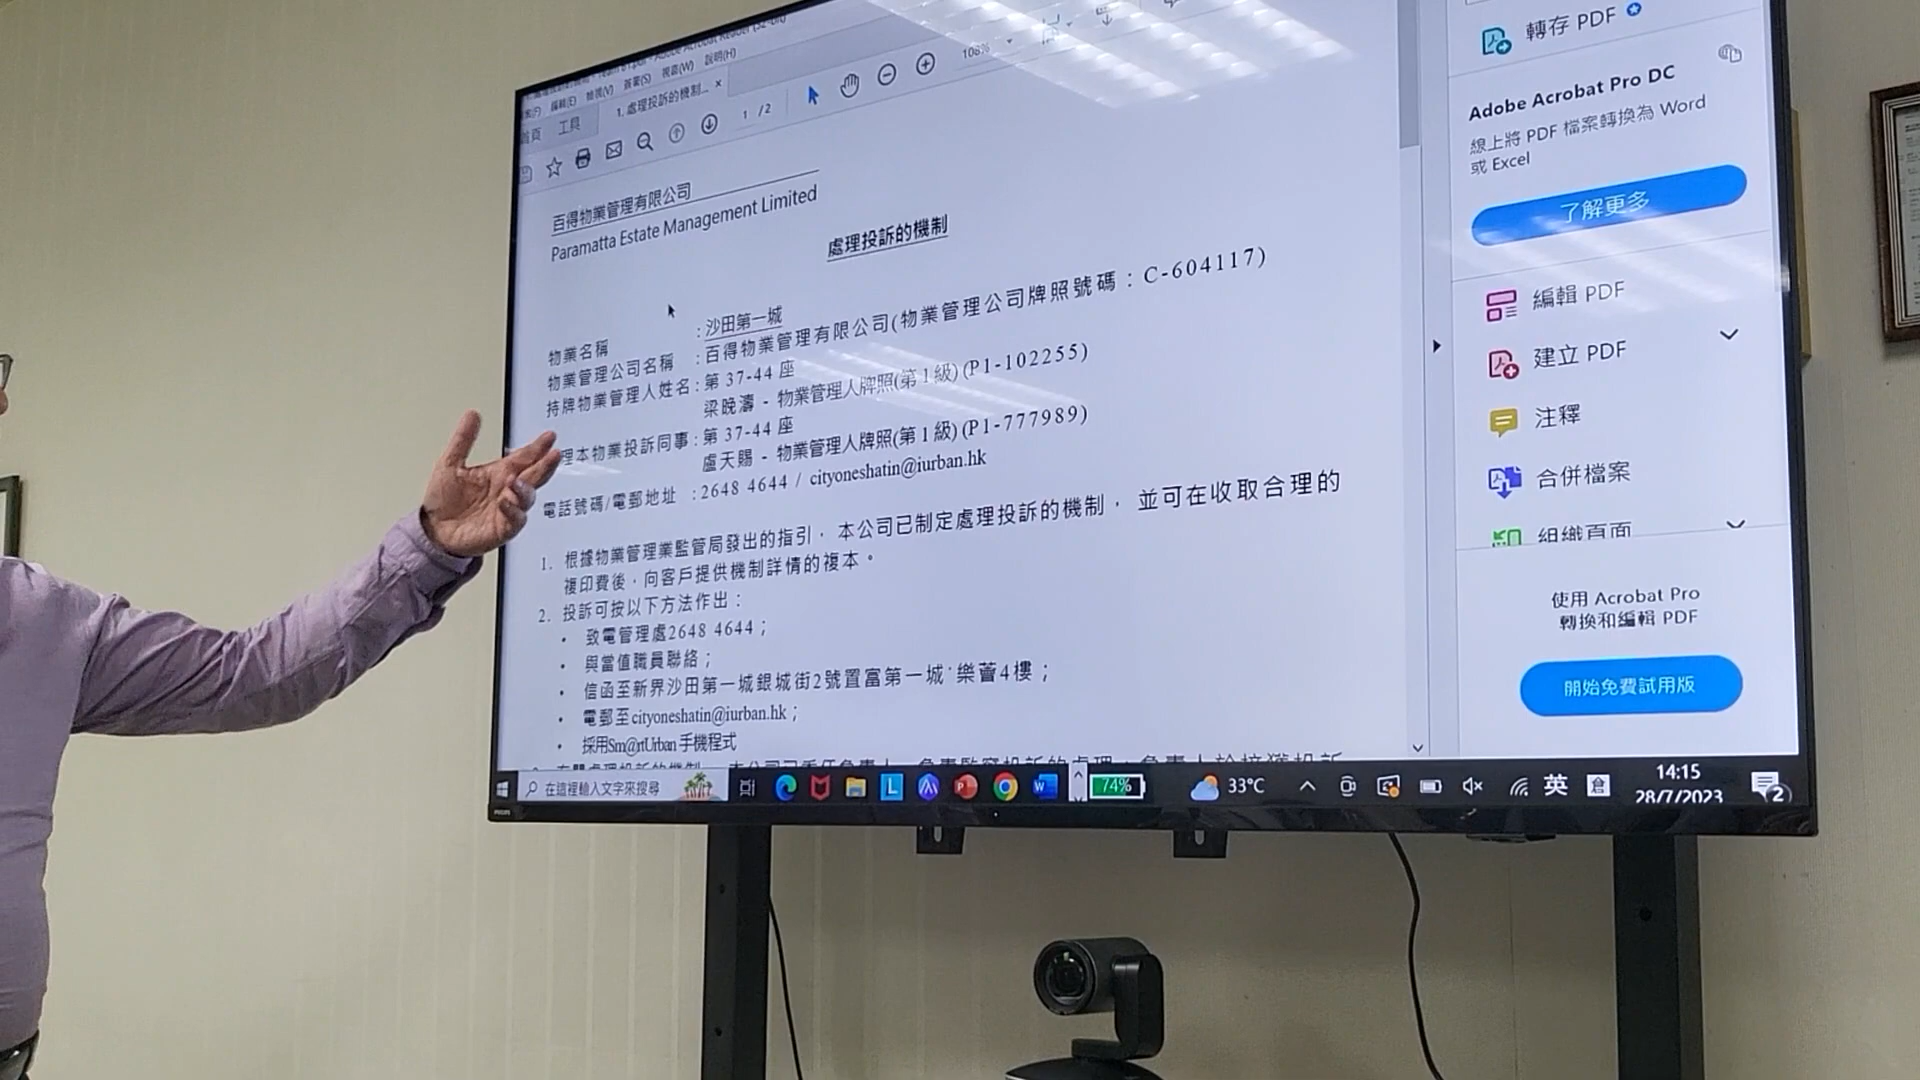 說明(H)
視窗(W)
簽署(S)
檢視(V)
編輯(E)
首頁
工具
1. 處理投訴的機制... ×
1 / 2
108%
百得物業管理有限公司
Paramatta Estate Management Limited
處理投訴的機制
物業名稱 : 沙田第一城
物業管理公司名稱 : 百得物業管理有限公司(物業管理公司牌照號碼：C-604117)
持牌物業管理人姓名 : 第 37-44 座
梁晚濤 - 物業管理人牌照(第 1 級) (P1-102255)
理本物業投訴同事 : 第 37-44 座
盧天賜 - 物業管理人牌照(第 1 級) (P1-777989)
電話號碼/電郵地址 : 2648 4644 / cityoneshatin@iurban.hk
1. 根據物業管理業監管局發出的指引，本公司已制定處理投訴的機制，並可在收取合理的
複印費後，向客戶提供機制詳情的複本。
2. 投訴可按以下方法作出：
• 致電管理處2648 4644；
• 與當值職員聯絡；
• 信函至新界沙田第一城銀城街2號置富第一城˙樂薈4樓；
• 電郵至cityoneshatin@iurban.hk；
• 採用Sm@rtUrban 手機程式
轉存 PDF
Adobe Acrobat Pro DC
線上將 PDF 檔案轉換為 Word
或 Excel
了解更多
編輯 PDF
建立 PDF
注釋
合併檔案
組織頁面
使用 Acrobat Pro
轉換和編輯 PDF
開始免費試用版
在這裡輸入文字來搜尋
74%
33°C
英
倉
14:15
28/7/2023
2
PHILIPS